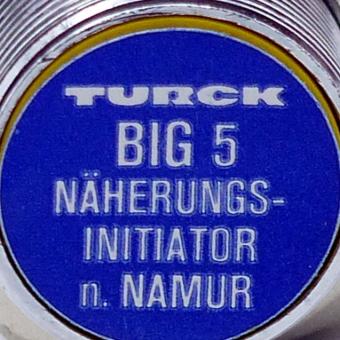 TURCK
BIG 5
NÄHERUNGS-
INITIATOR
n. NAMUR